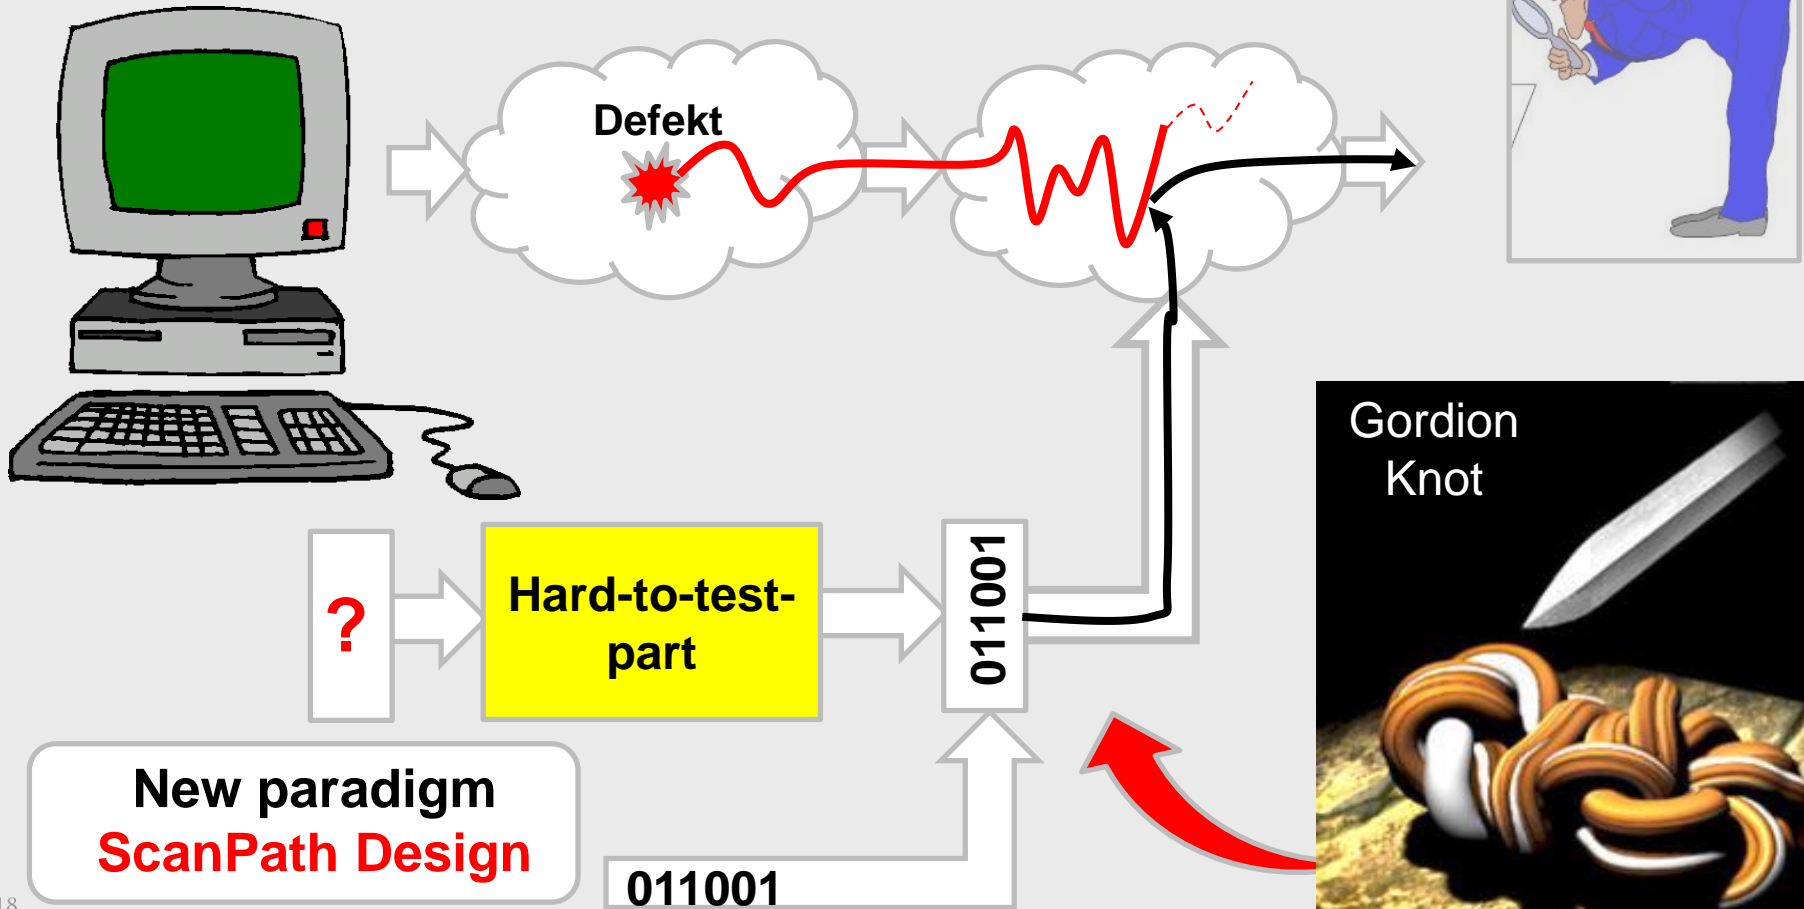 Defekt
Gordion
Knot
?
Hard-to-test-
part
011001
New paradigm
ScanPath Design
011001